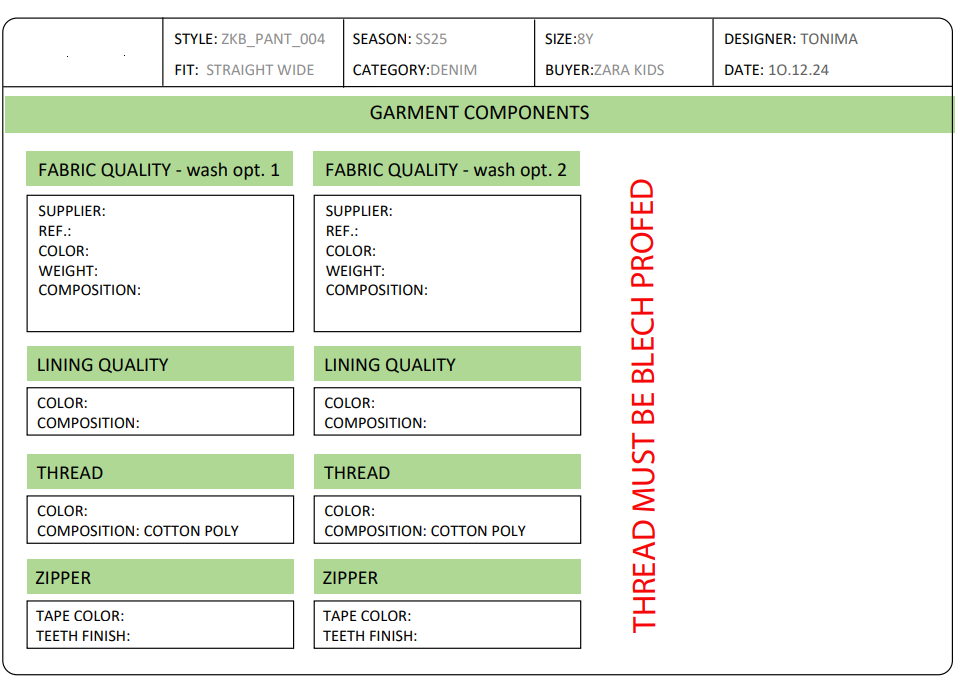 STYLE: ZKB_PANT_004
FIT: STRAIGHT WIDE
SEASON: SS25
CATEGORY:DENIM
SIZE:8Y
BUYER:ZARA KIDS
DESIGNER: TONIMA
DATE: 1O.12.24
GARMENT COMPONENTS
FABRIC QUALITY - wash opt. 1
SUPPLIER:
REF.:
COLOR:
WEIGHT:
COMPOSITION:
LINING QUALITY
COLOR:
COMPOSITION:
THREAD
COLOR:
COMPOSITION: COTTON POLY
ZIPPER
TAPE COLOR:
TEETH FINISH:
FABRIC QUALITY - wash opt. 2
SUPPLIER:
REF.:
COLOR:
WEIGHT:
COMPOSITION:
LINING QUALITY
COLOR:
COMPOSITION:
THREAD
COLOR:
COMPOSITION: COTTON POLY
ZIPPER
TAPE COLOR:
TEETH FINISH:
THREAD MUST BE BLECH PROFED